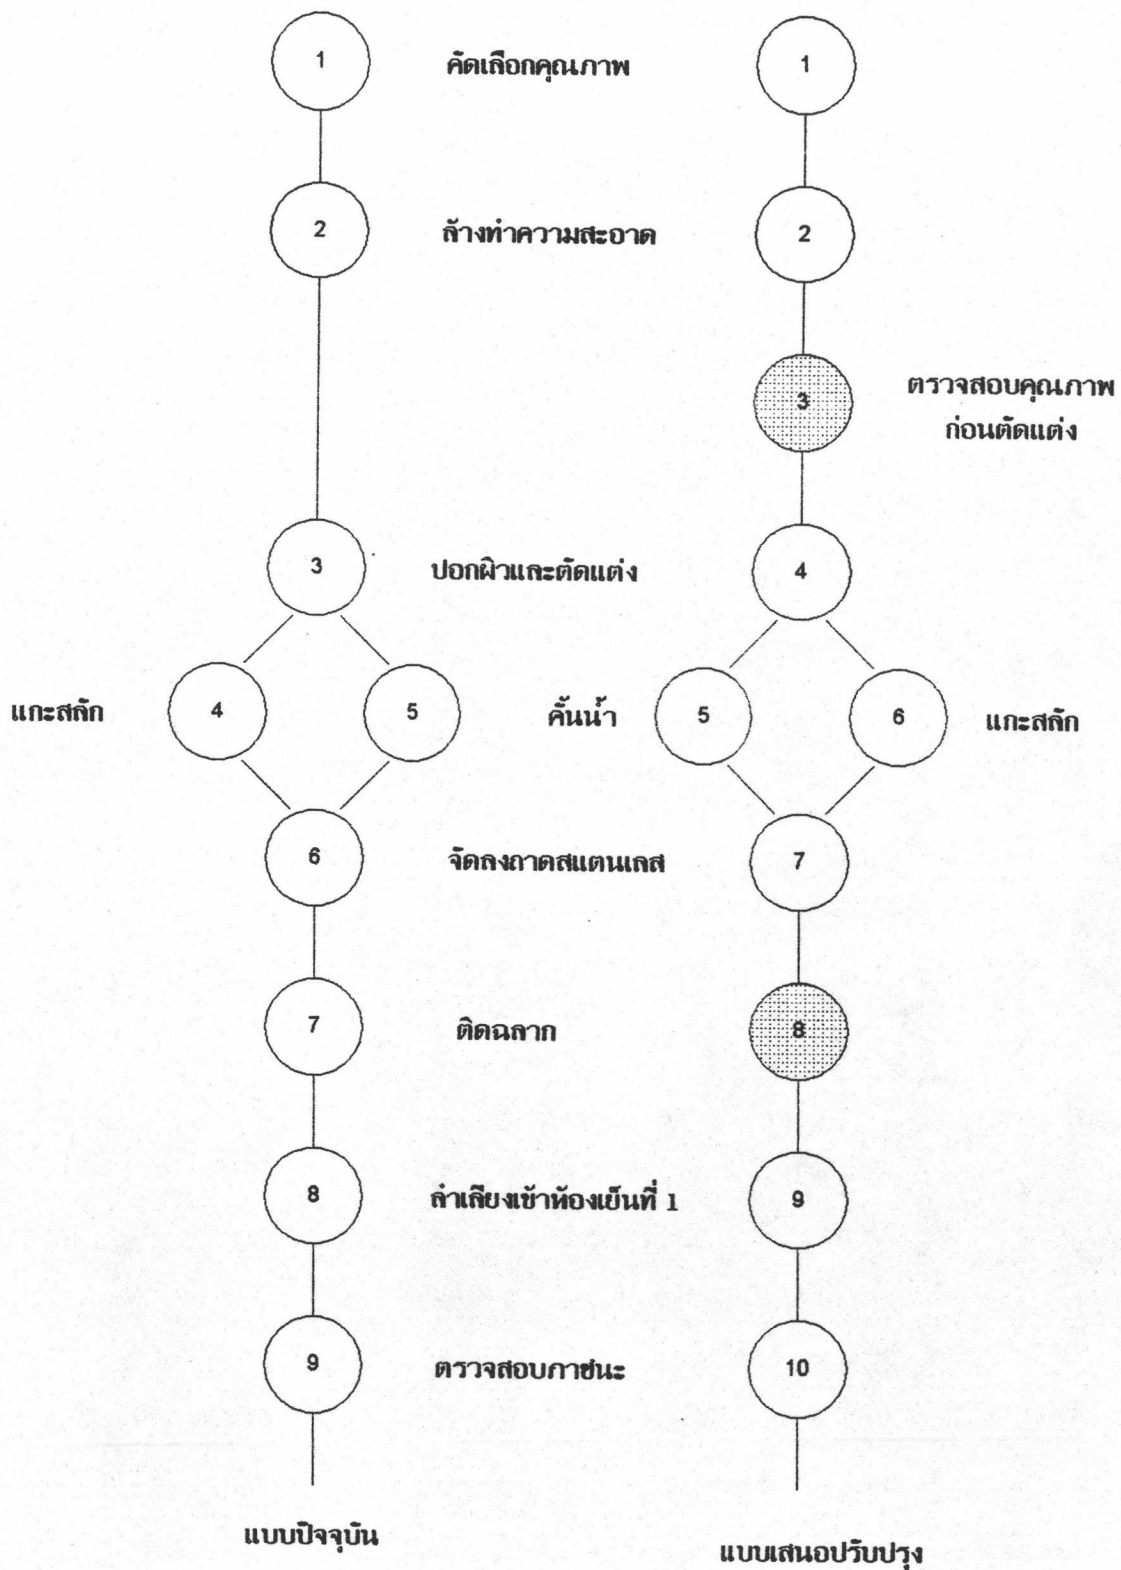 1 คัดเลือกคุณภาพ 1
2 ล้างทำความสะอาด 2
3 ตรวจสอบคุณภาพ
ก่อนตัดแต่ง
3 ปอกผิวและตัดแต่ง 4
แกะสลัก 4 5 คั้นน้ำ 5 6 แกะสลัก
6 จัดลงถาดสแตนเลส 7
7 ติดฉลาก 8
8 ลำเลียงเข้าห้องเย็นที่ 1 9
9 ตรวจสอบภาชนะ 10
แบบปัจจุบัน
แบบเสนอปรับปรุง